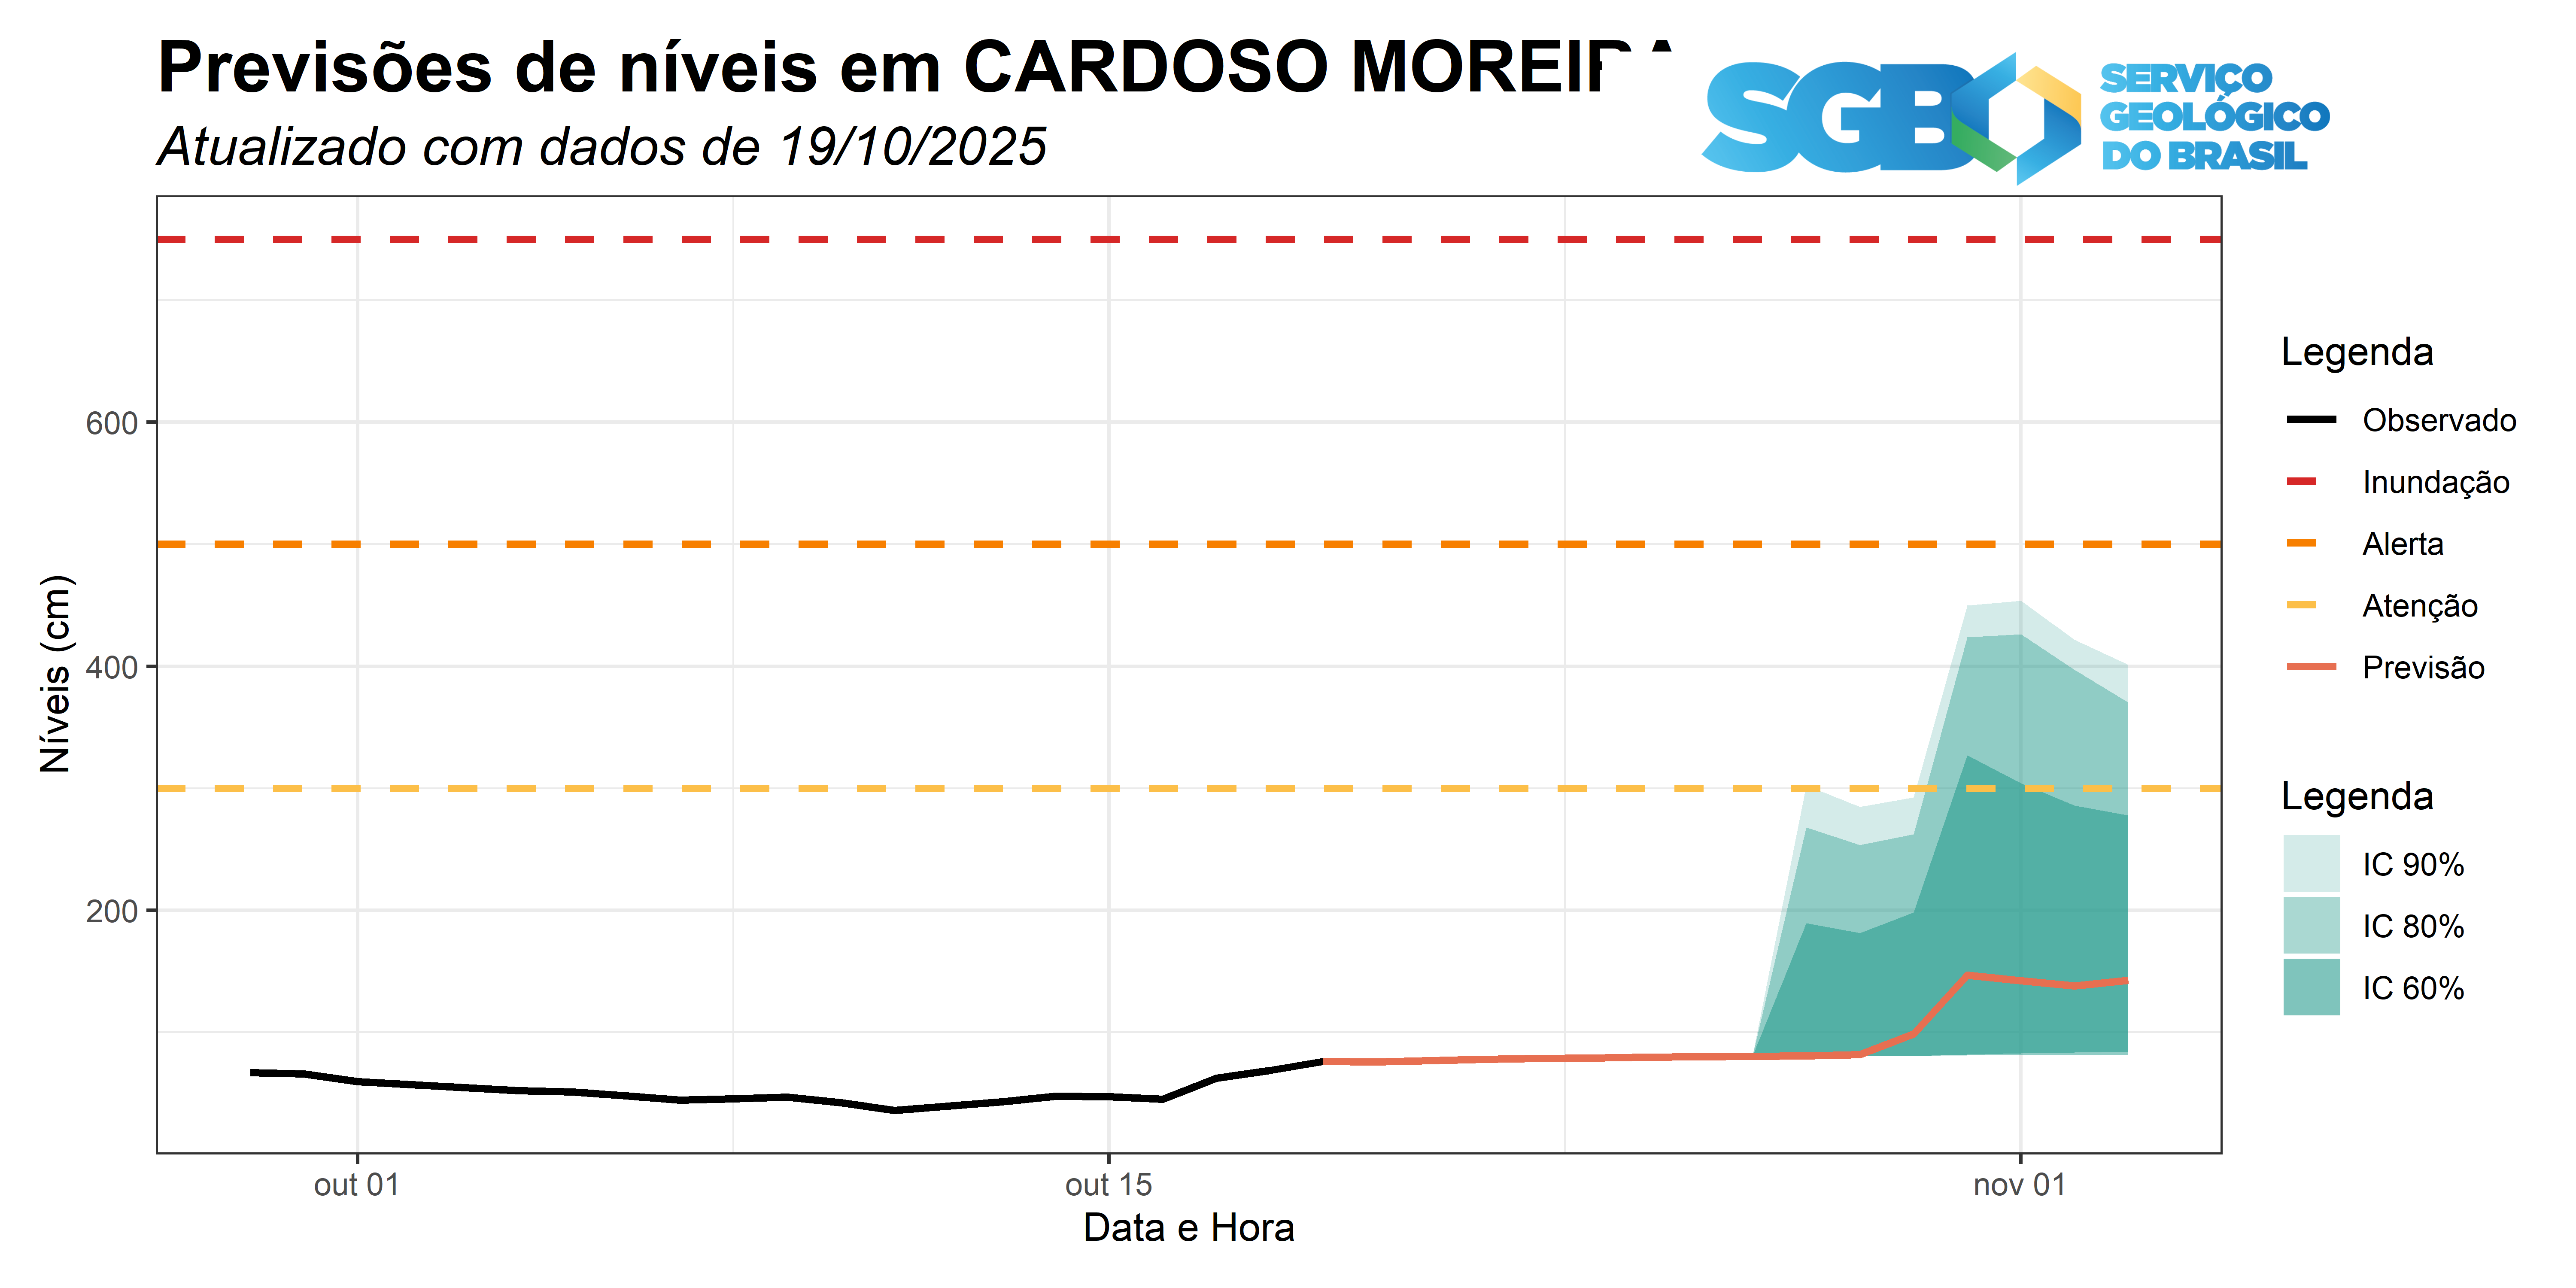 Previsões de níveis em CARDOSO MOREIRA
Atualizado com dados de 19/10/2025
SGB
SERVIÇO
GEOLÓGICO
DO BRASIL
Níveis (cm)
600
400
200
out 01
out 15
nov 01
Data e Hora
Legenda
Observado
Inundação
Alerta
Atenção
Previsão
Legenda
IC 90%
IC 80%
IC 60%